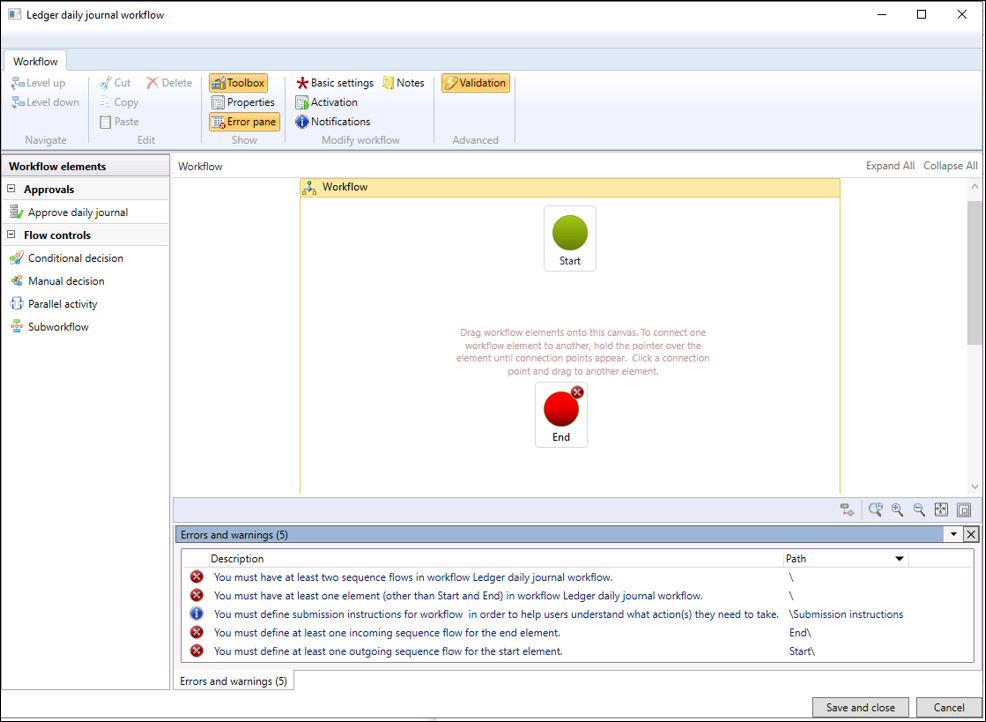 Ledger daily journal workflow
Workflow
Level up
Level down
Navigate
Cut
Delete
Copy
Paste
Edit
Toolbox
Properties
Error pane
Show
Basic settings
Notes
Activation
Notifications
Modify workflow
Validation
Advanced
Workflow elements
Approvals
Approve daily journal
Flow controls
Conditional decision
Manual decision
Parallel activity
Subworkflow
Workflow
Expand All Collapse All
Workflow
Start
Drag workflow elements onto this canvas. To connect one
workflow element to another, hold the pointer over the
element until connection points appear.  Click a connection
point and drag to another element.
End
Errors and warnings (5)
Description Path
You must have at least two sequence flows in workflow Ledger daily journal workflow. \
You must have at least one element (other than Start and End) in workflow Ledger daily journal workflow. \
You must define submission instructions for workflow  in order to help users understand what action(s) they need to take. \Submission instructions
You must define at least one incoming sequence flow for the end element. End\
You must define at least one outgoing sequence flow for the start element. Start\
Errors and warnings (5)
Save and close
Cancel